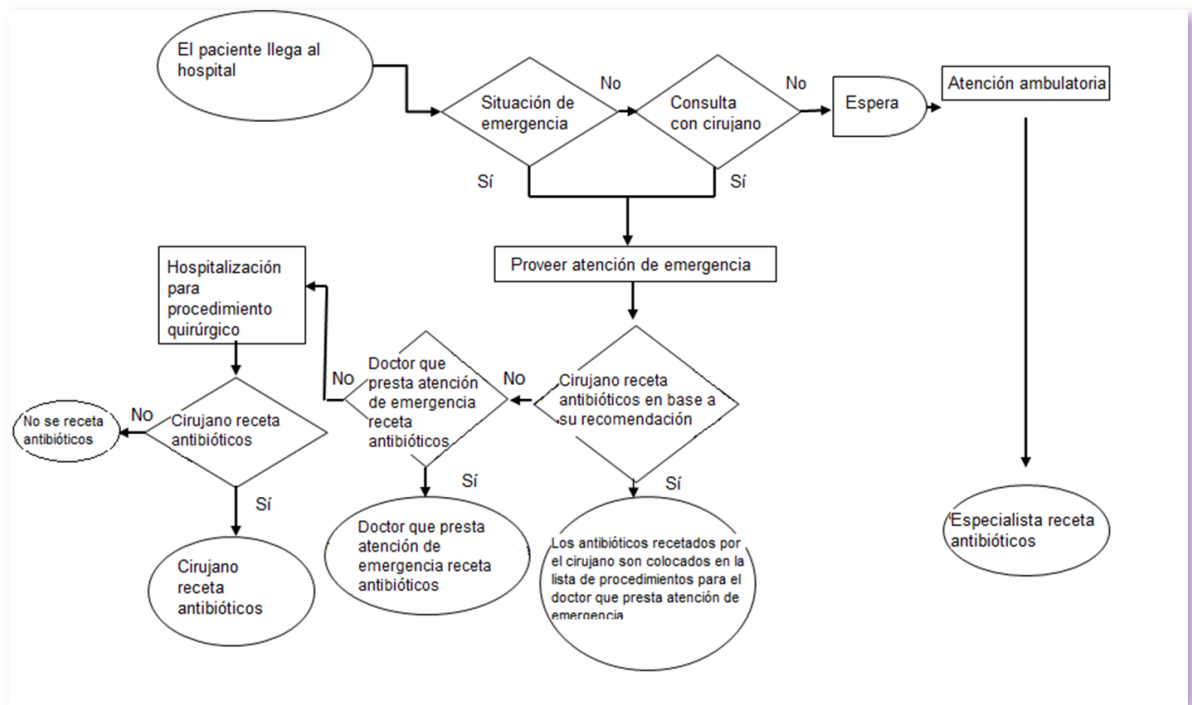 El paciente llega al
hospital
Situación de
emergencia
No
Consulta
con cirujano
No
Espera
Atención ambulatoria
Sí
Sí
Proveer atención de emergencia
Hospitalización
para
procedimiento
quirúrgico
Doctor que
presta atención
de emergencia
receta
antibióticos
No
No
Cirujano receta
antibióticos en base a
su recomendación
No se receta
antibióticos
No
Cirujano receta
antibióticos
Sí
Sí
Sí
Cirujano
receta
antibióticos
Doctor que presta
atención de
emergencia receta
antibióticos
Los antibióticos recetados por
el cirujano son colocados en la
lista de procedimientos para el
doctor que presta atención de
emergencia
Especialista receta
antibióticos